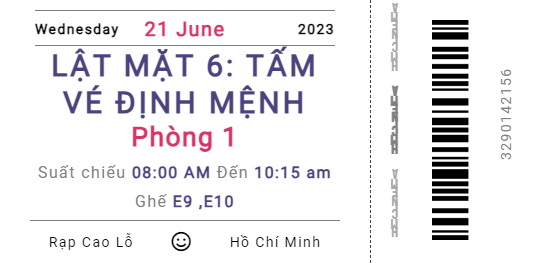 Wednesday 21 June 2023
LẬT MẶT 6: TẤM
VÉ ĐỊNH MỆNH
Phòng 1
Suất chiếu 08:00 AM Đến 10:15 am
Ghế E9 ,E10
Rạp Cao Lỗ Hồ Chí Minh
3290142156